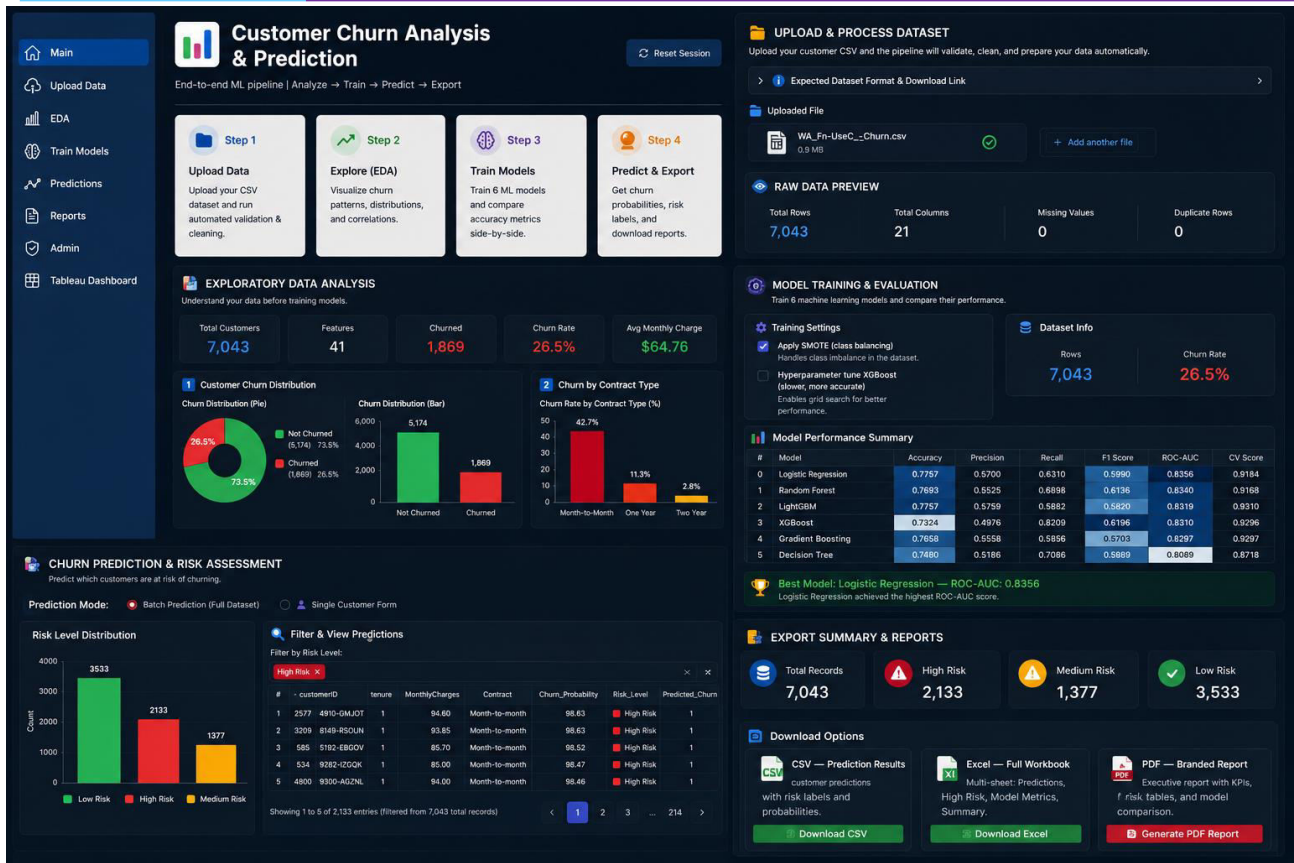 Main
Upload Data
EDA
Train Models
Predictions
Reports
Admin
Tableau Dashboard
Customer Churn Analysis
& Prediction
Reset Session
End-to-end ML pipeline | Analyze → Train → Predict → Export
Step 1
Upload Data
Upload your CSV
dataset and run
automated validation &
cleaning.
Step 2
Explore (EDA)
Visualize churn
patterns, distributions,
and correlations.
Step 3
Train Models
Train 6 ML models
and compare
accuracy metrics
side-by-side.
Step 4
Predict & Export
Get churn
probabilities, risk
labels, and
download reports.
EXPLORATORY DATA ANALYSIS
Understand your data before training models.
Total Customers
7,043
Features
41
Churned
1,869
Churn Rate
26.5%
Avg Monthly Charge
$64.76
1 Customer Churn Distribution
Churn Distribution (Pie)
26.5%
73.5%
Not Churned
(5,174) 73.5%
Churned
(1,869) 26.5%
Churn Distribution (Bar)
6,000
4,000
2,000
0
5,174
1,869
Not Churned Churned
2 Churn by Contract Type
Churn Rate by Contract Type (%)
50
40
30
20
10
0
42.7%
11.3%
2.8%
Month-to-Month One Year Two Year
CHURN PREDICTION & RISK ASSESSMENT
Predict which customers are at risk of churning.
Prediction Mode: Batch Prediction (Full Dataset) Single Customer Form
Risk Level Distribution
Count
4000
3000
2000
1000
0
3533
2133
1377
Low Risk High Risk Medium Risk
Filter & View Predictions
Filter by Risk Level:
High Risk ×
# - customerID tenure MonthlyCharges Contract Churn_Probability Risk_Level Predicted_Churn
1 2577 4910-GMJOT 1 94.60 Month-to-month 98.63 High Risk 1
2 3209 8149-RSOUN 1 93.85 Month-to-month 98.63 High Risk 1
3 585 5192-EBGOV 1 85.70 Month-to-month 98.52 High Risk 1
4 534 9282-IZGQK 1 85.00 Month-to-month 98.47 High Risk 1
5 4800 9300-AGZNL 1 94.00 Month-to-month 98.46 High Risk 1
Showing 1 to 5 of 2,133 entries (filtered from 7,043 total records)
‹ 1 2 3 ... 214 ›
UPLOAD & PROCESS DATASET
Upload your customer CSV and the pipeline will validate, clean, and prepare your data automatically.
Expected Dataset Format & Download Link
Uploaded File
WA_Fn-UseC_-Churn.csv
0.9 MB
+ Add another file
RAW DATA PREVIEW
Total Rows
7,043
Total Columns
21
Missing Values
0
Duplicate Rows
0
MODEL TRAINING & EVALUATION
Train 6 machine learning models and compare their performance.
Training Settings
Apply SMOTE (class balancing)
Handles class imbalance in the dataset.
Hyperparameter tune XGBoost
(slower, more accurate)
Enables grid search for better
performance.
Dataset Info
Rows
7,043
Churn Rate
26.5%
Model Performance Summary
# Model Accuracy Precision Recall F1 Score ROC-AUC CV Score
0 Logistic Regression 0.7757 0.5700 0.6310 0.5990 0.8356 0.9184
1 Random Forest 0.7693 0.5525 0.6898 0.6136 0.8340 0.9168
2 LightGBM 0.7757 0.5759 0.5882 0.5820 0.8319 0.9310
3 XGBoost 0.7324 0.4976 0.8209 0.6196 0.8310 0.9296
4 Gradient Boosting 0.7658 0.5558 0.5856 0.5703 0.8297 0.9297
5 Decision Tree 0.7480 0.5186 0.7086 0.5989 0.8089 0.8718
Best Model: Logistic Regression — ROC-AUC: 0.8356
Logistic Regression achieved the highest ROC-AUC score.
EXPORT SUMMARY & REPORTS
Total Records
7,043
High Risk
2,133
Medium Risk
1,377
Low Risk
3,533
Download Options
CSV
CSV — Prediction Results
customer predictions
with risk labels and
probabilities.
Download CSV
Excel — Full Workbook
Multi-sheet: Predictions,
High Risk, Model Metrics,
Summary.
Download Excel
PDF
PDF — Branded Report
Executive report with KPIs,
risk tables, and model
comparison.
Generate PDF Report